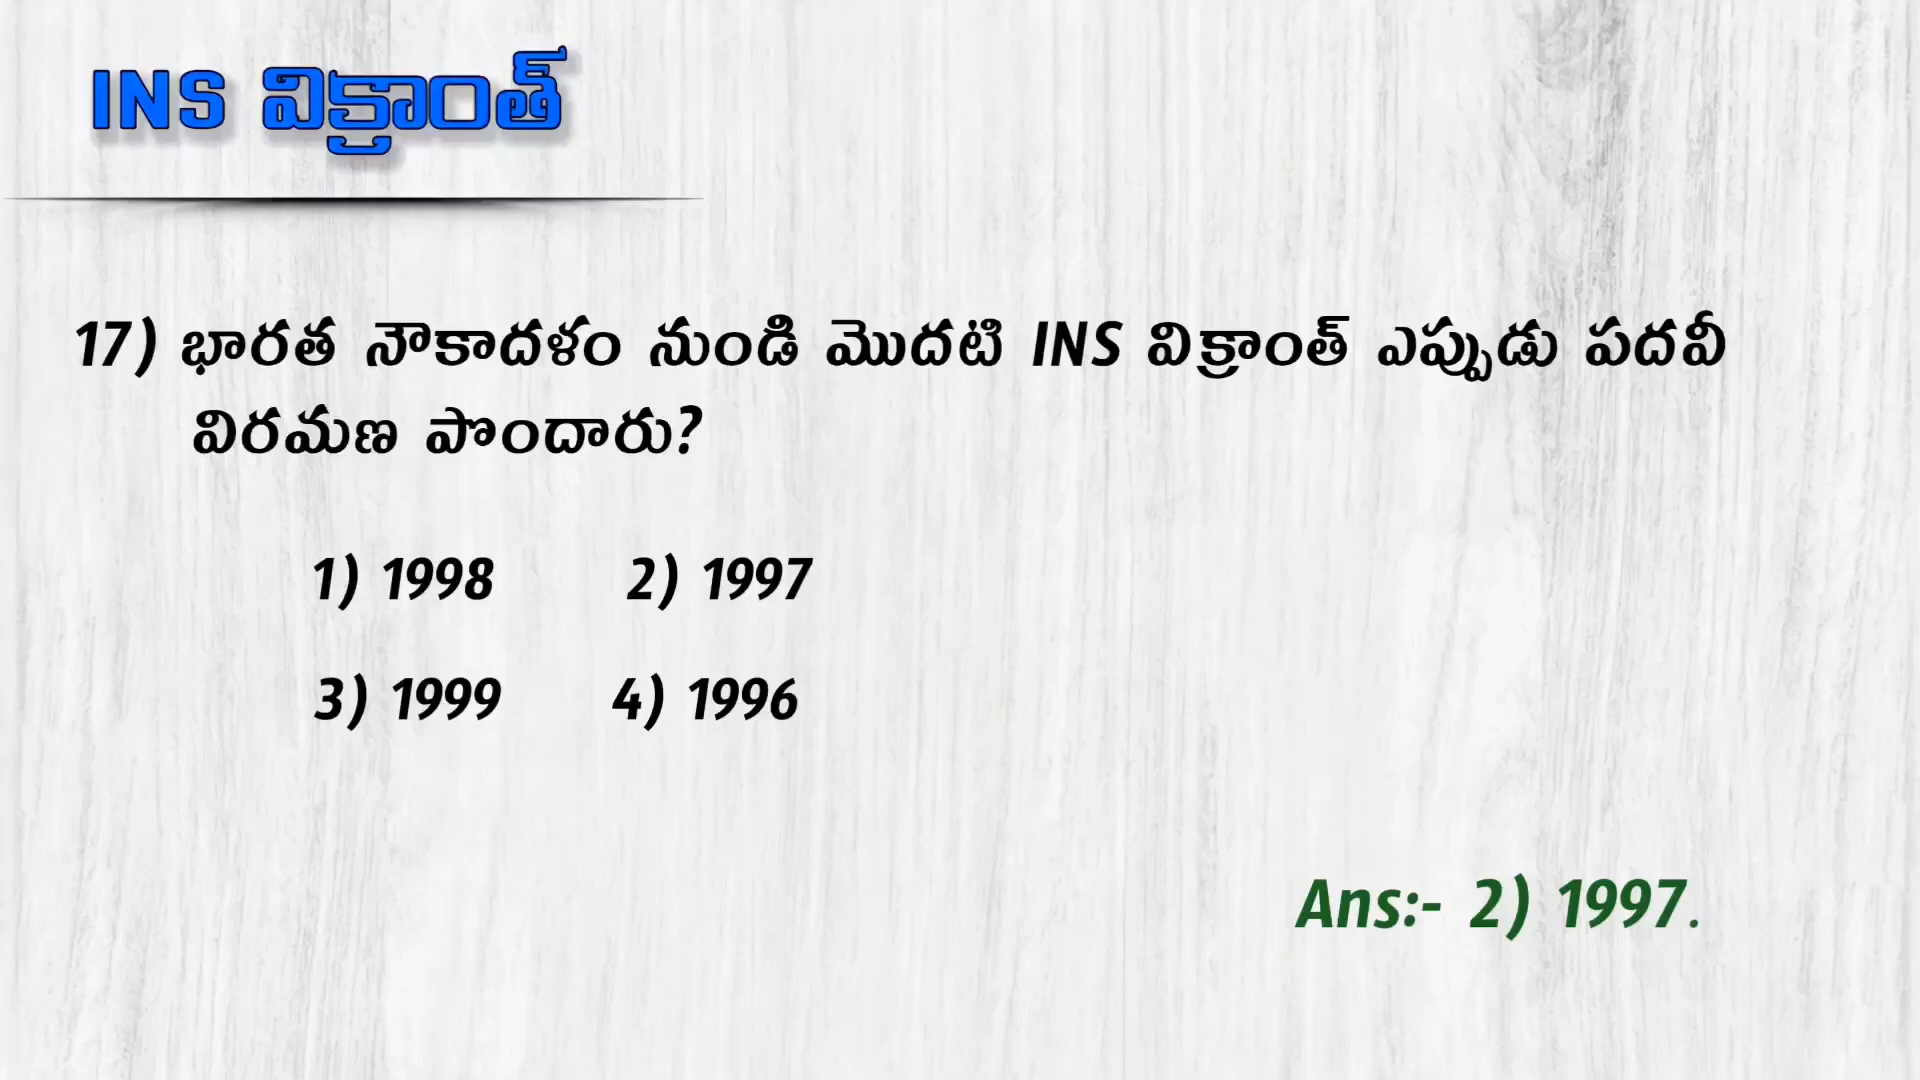 INS విక్రాంత్
17) భారత నౌకాదళం నుండి మొదటి INS విక్రాంత్ ఎప్పుడు పదవీ
విరమణ పొందారు?
1) 1998 2) 1997
3) 1999 4) 1996
Ans:- 2) 1997.